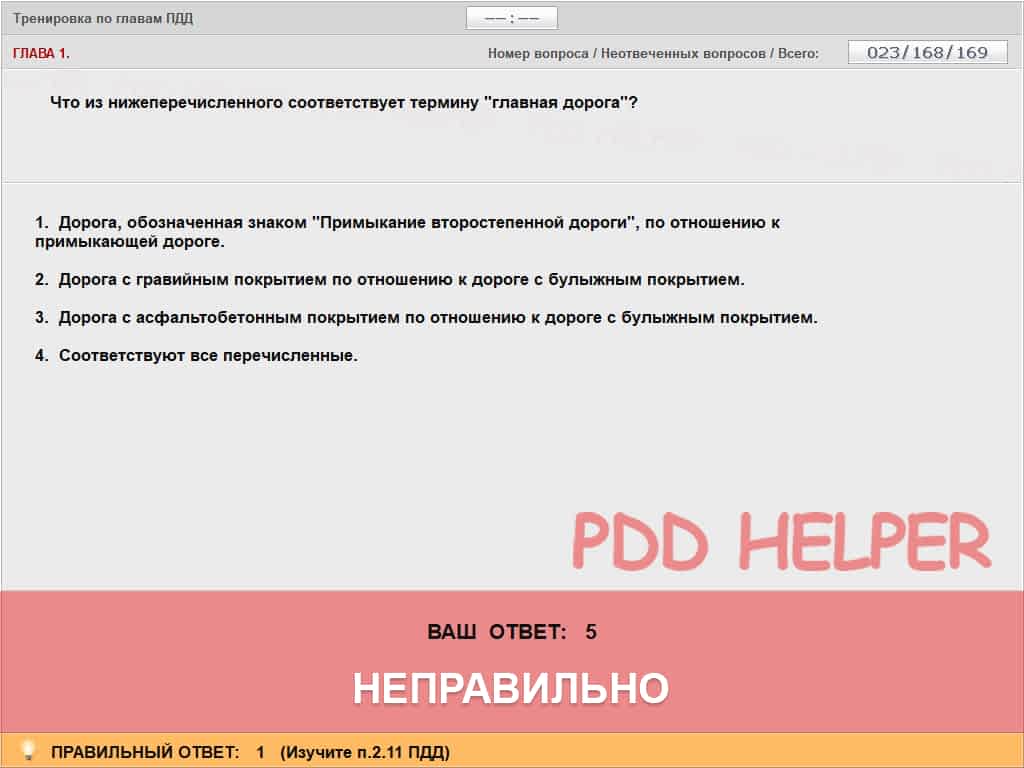 Тренировка по главам ПДД
—— : ——
ГЛАВА 1.
Номер вопроса / Неотвеченных вопросов / Всего:
023/168/169
Что из нижеперечисленного соответствует термину "главная дорога"?
1. Дорога, обозначенная знаком "Примыкание второстепенной дороги", по отношению к
примыкающей дороге.
2. Дорога с гравийным покрытием по отношению к дороге с булыжным покрытием.
3. Дорога с асфальтобетонным покрытием по отношению к дороге с булыжным покрытием.
4. Соответствуют все перечисленные.
PDD HELPER
ВАШ ОТВЕТ: 5
НЕПРАВИЛЬНО
ПРАВИЛЬНЫЙ ОТВЕТ: 1 (Изучите п.2.11 ПДД)